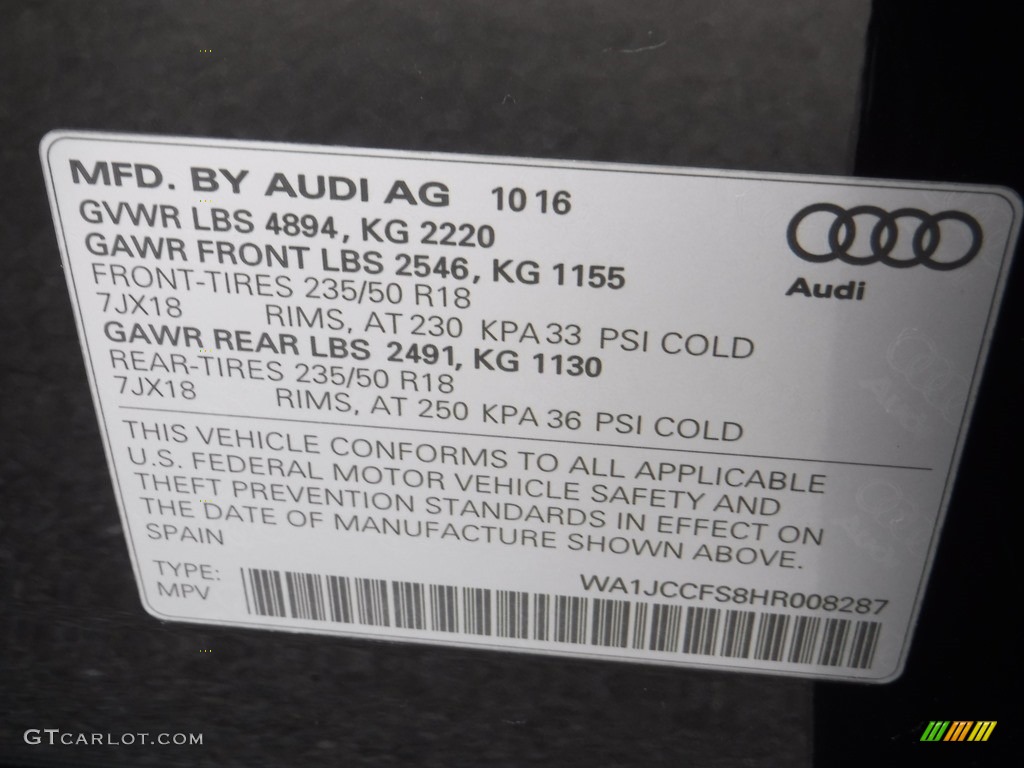 MFD. BY AUDI AG 10 16
GVWR LBS 4894, KG 2220
GAWR FRONT LBS 2546, KG 1155
FRONT-TIRES 235/50 R18
7JX18 RIMS, AT 230 KPA 33 PSI COLD
GAWR REAR LBS 2491, KG 1130
REAR-TIRES 235/50 R18
7JX18 RIMS, AT 250 KPA 36 PSI COLD
Audi
THIS VEHICLE CONFORMS TO ALL APPLICABLE
U.S. FEDERAL MOTOR VEHICLE SAFETY AND
THEFT PREVENTION STANDARDS IN EFFECT ON
THE DATE OF MANUFACTURE SHOWN ABOVE.
SPAIN
TYPE:
MPV
WA1JCCFS8HR008287
GTCARLOT.COM